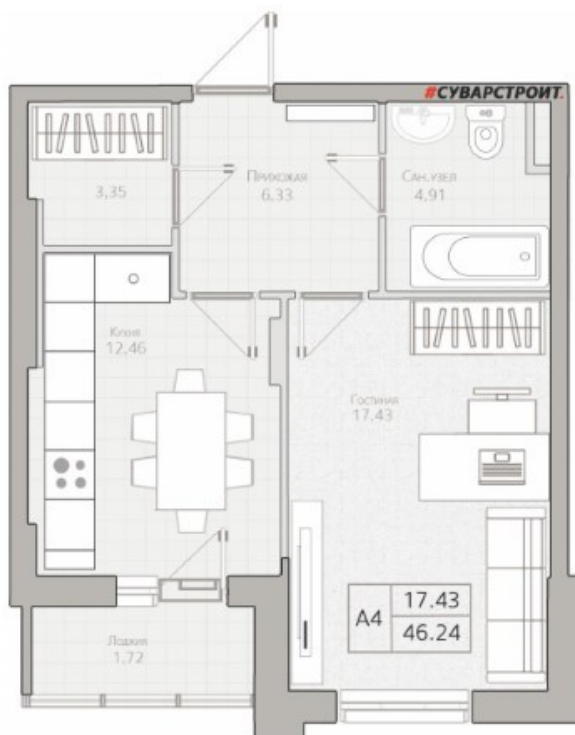 #СУВАРСТРОИТ.
3,35
Прихожая
6.33
Сан.узел
4,91
Кухня
12.46
Гостиная
17.43
А4
17.43
46.24
Лоджия
1.72